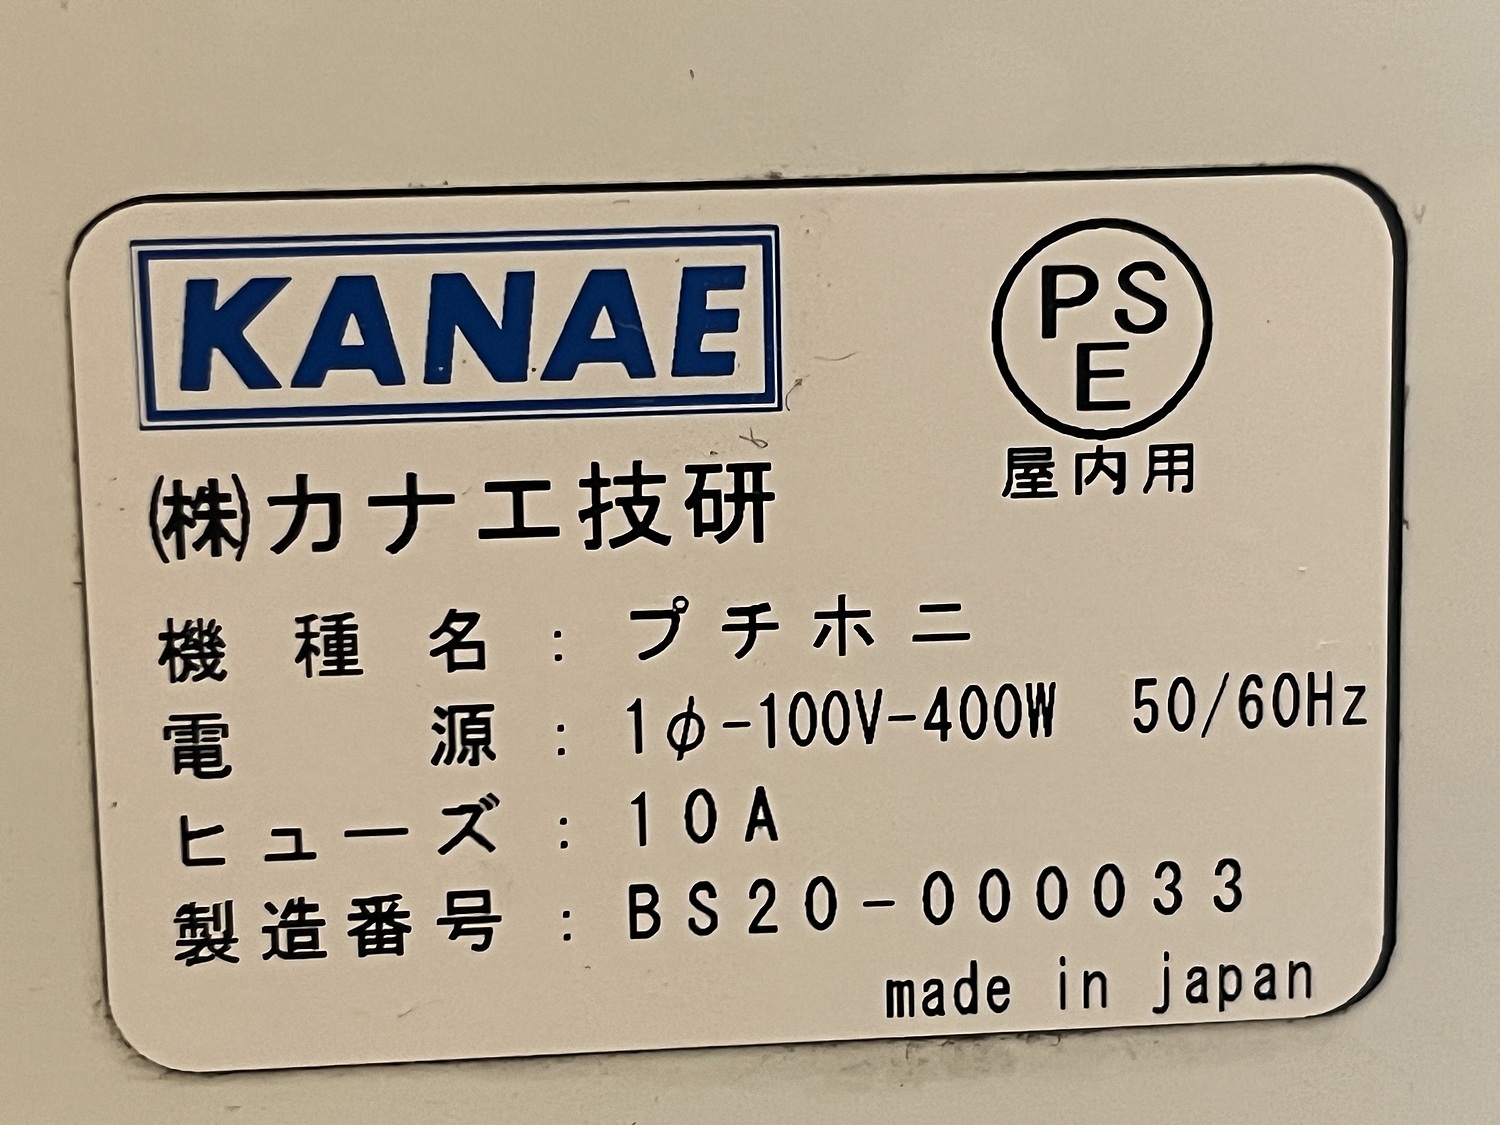 KANAE
PS
E
屋内用
㈱カナエ技研
機種名：プチホニ
電源：1φ-100V-400W 50/60Hz
ヒューズ：10A
製造番号：BS20-000033
made in japan